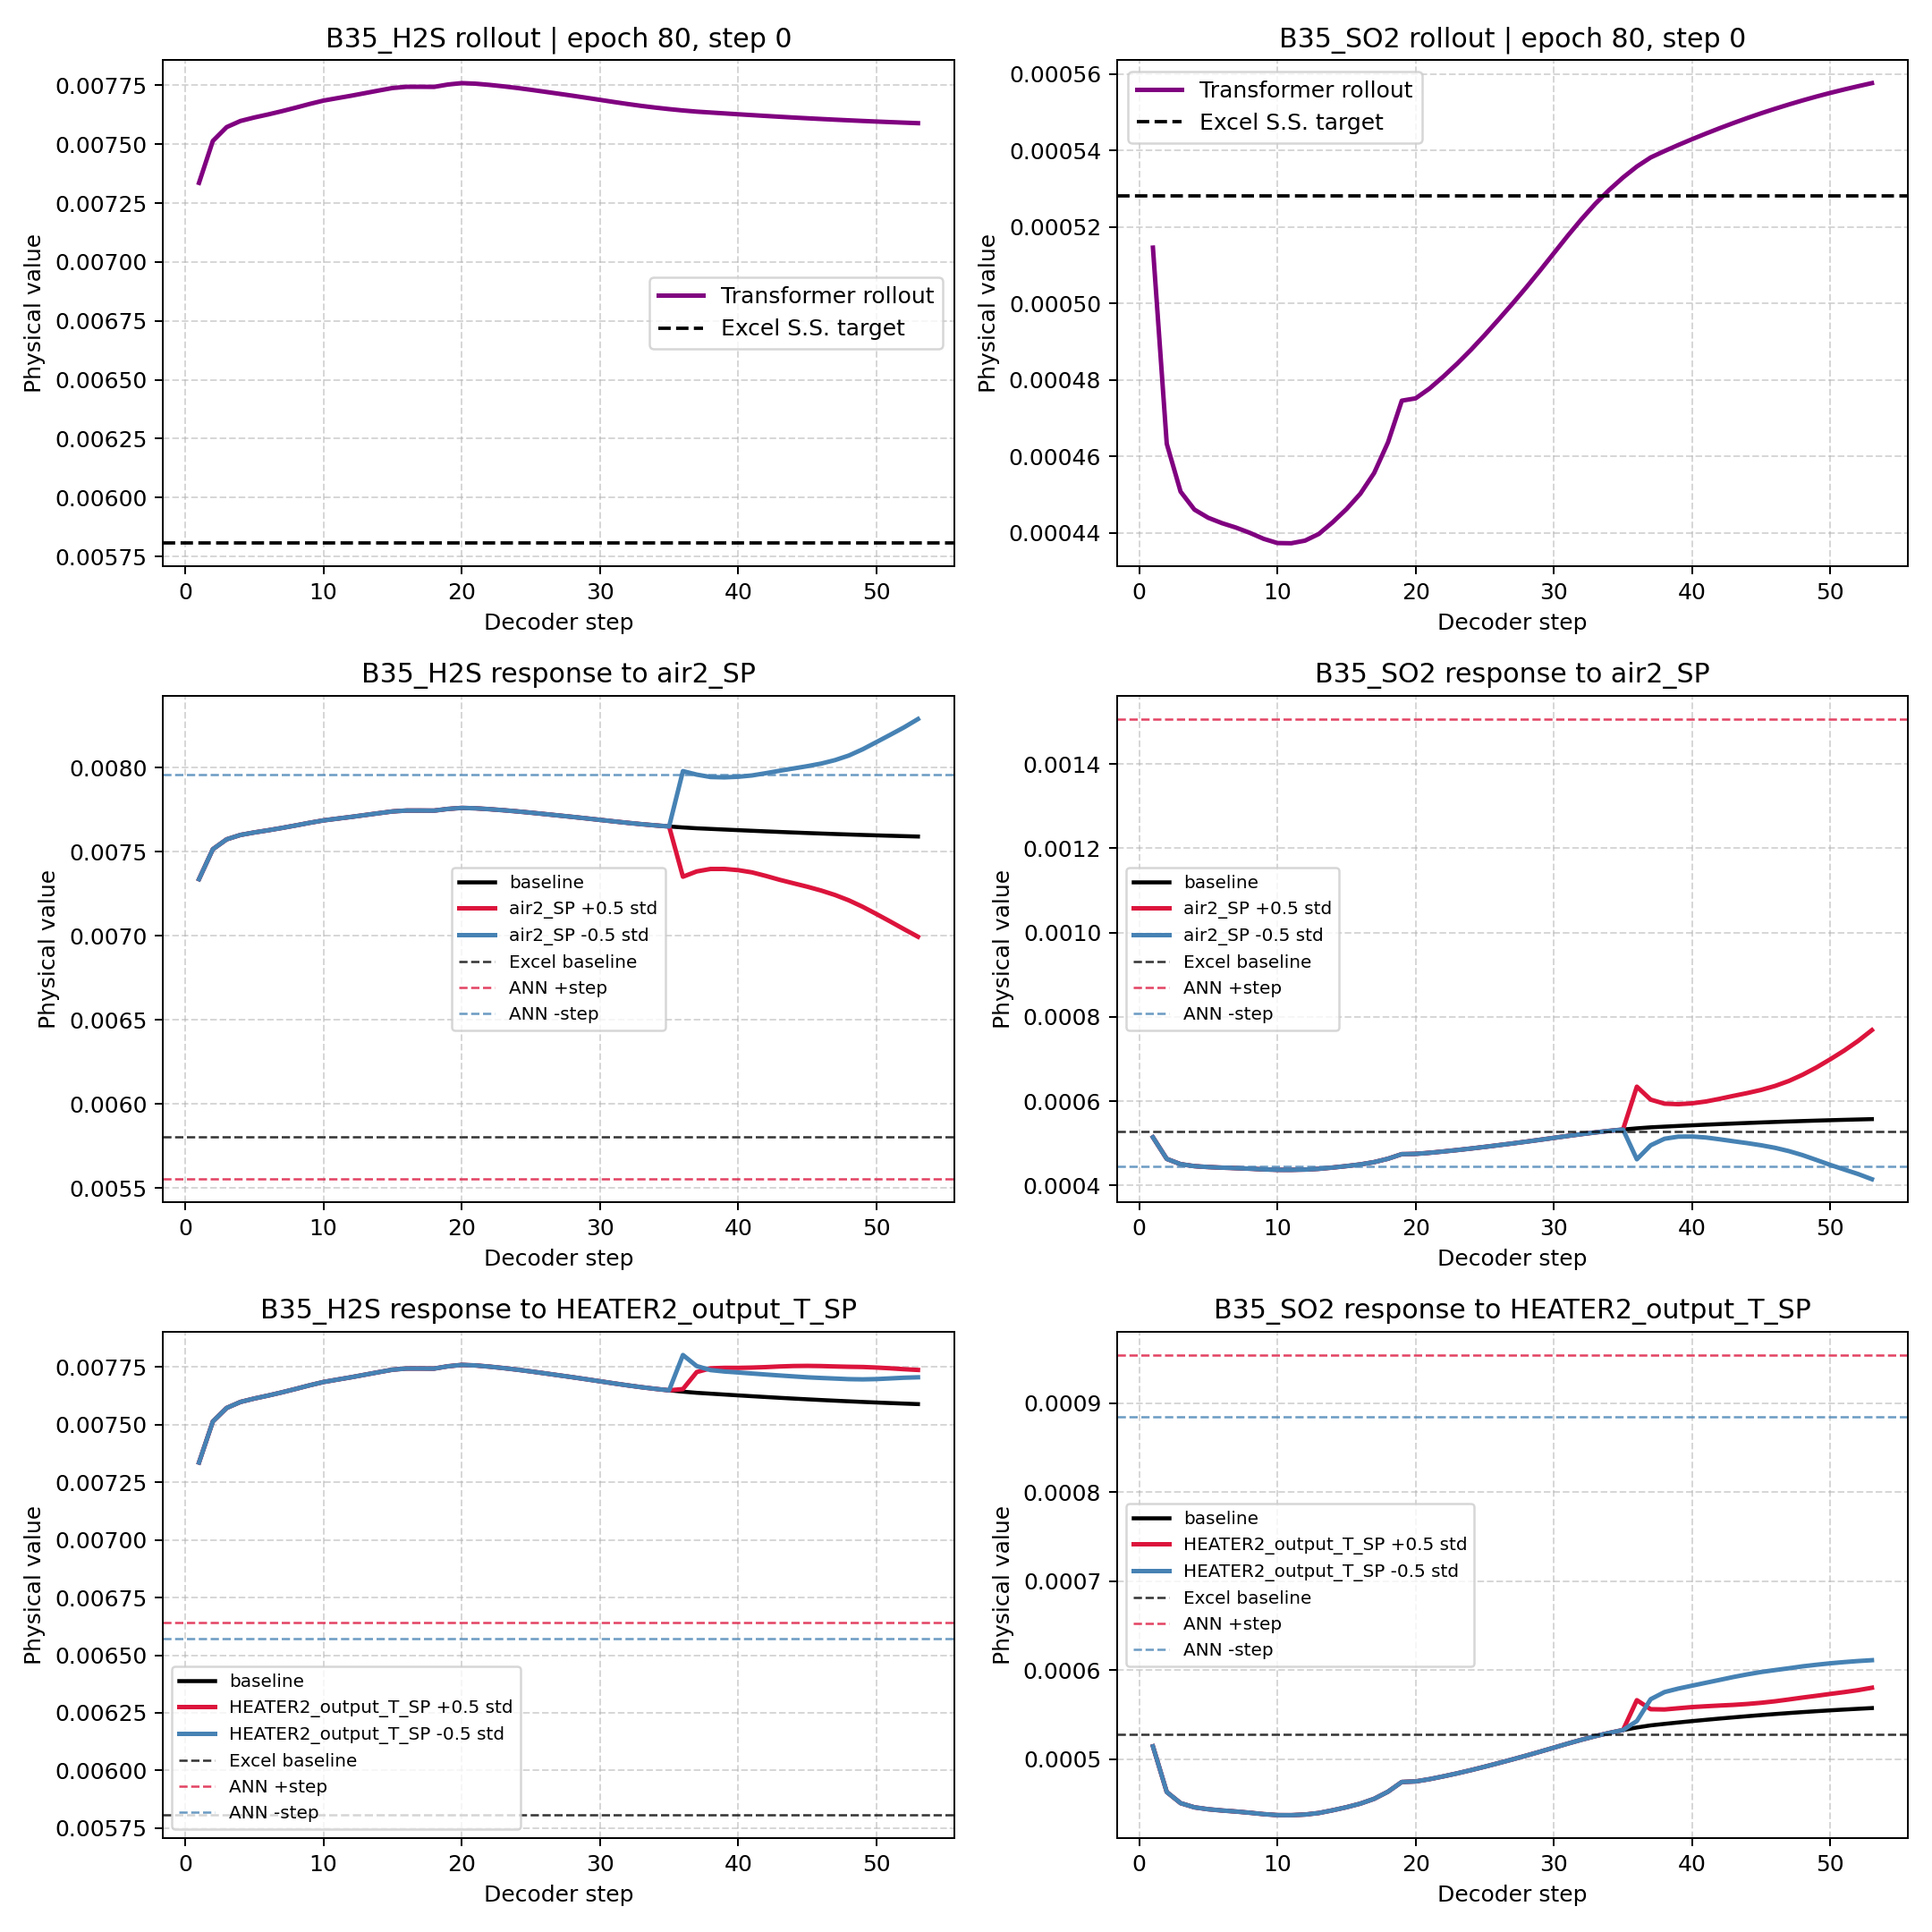 B35_H2S rollout | epoch 80, step 0
Physical value
0.00775
0.00750
0.00725
0.00700
0.00675
0.00650
0.00625
0.00600
0.00575
Transformer rollout
Excel S.S. target
0 10 20 30 40 50
Decoder step
B35_SO2 rollout | epoch 80, step 0
Physical value
0.00056
0.00054
0.00052
0.00050
0.00048
0.00046
0.00044
Transformer rollout
Excel S.S. target
0 10 20 30 40 50
Decoder step
B35_H2S response to air2_SP
Physical value
0.0080
0.0075
0.0070
0.0065
0.0060
0.0055
baseline
air2_SP +0.5 std
air2_SP -0.5 std
Excel baseline
ANN +step
ANN -step
0 10 20 30 40 50
Decoder step
B35_SO2 response to air2_SP
Physical value
0.0014
0.0012
0.0010
0.0008
0.0006
0.0004
baseline
air2_SP +0.5 std
air2_SP -0.5 std
Excel baseline
ANN +step
ANN -step
0 10 20 30 40 50
Decoder step
B35_H2S response to HEATER2_output_T_SP
Physical value
0.00775
0.00750
0.00725
0.00700
0.00675
0.00650
0.00625
0.00600
0.00575
baseline
HEATER2_output_T_SP +0.5 std
HEATER2_output_T_SP -0.5 std
Excel baseline
ANN +step
ANN -step
0 10 20 30 40 50
Decoder step
B35_SO2 response to HEATER2_output_T_SP
Physical value
0.0009
0.0008
0.0007
0.0006
0.0005
baseline
HEATER2_output_T_SP +0.5 std
HEATER2_output_T_SP -0.5 std
Excel baseline
ANN +step
ANN -step
0 10 20 30 40 50
Decoder step